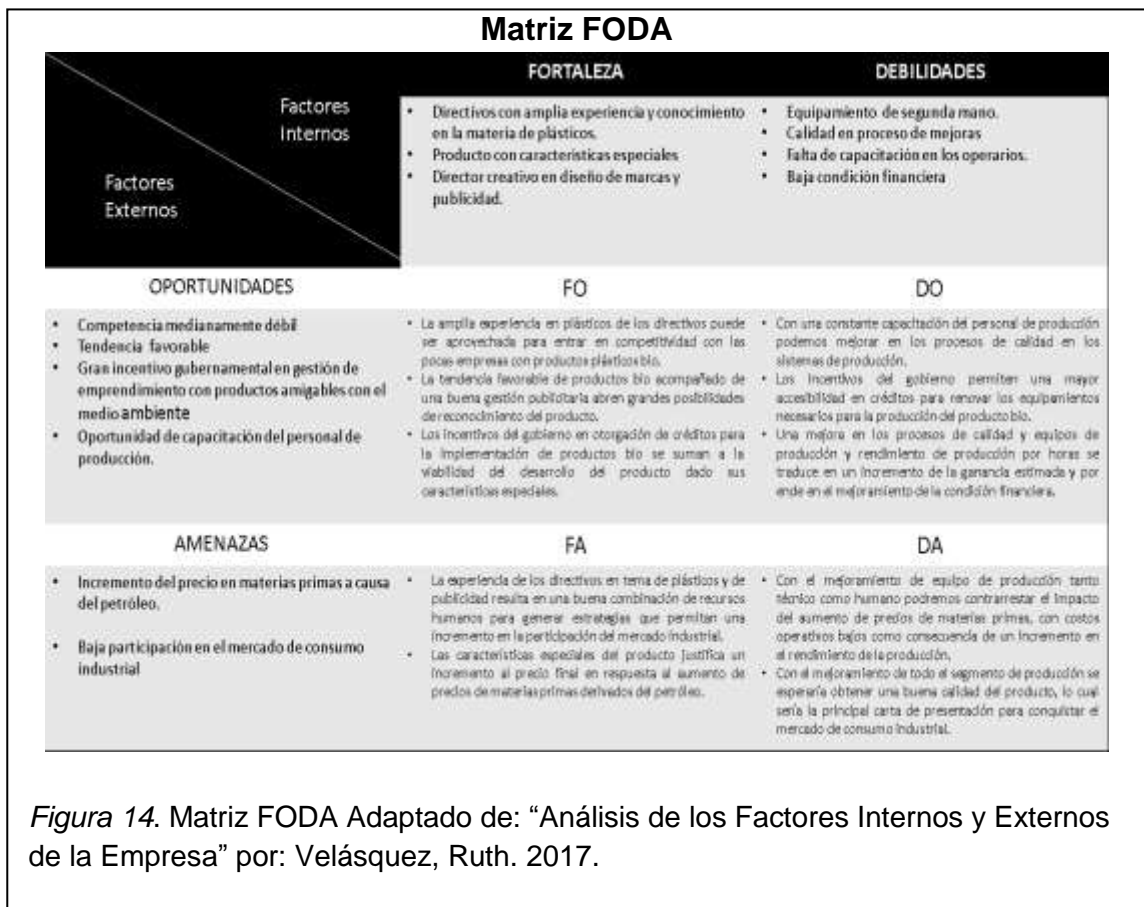 Matriz FODA
Factores
Internos
Factores
Externos
FORTALEZA
• Directivos con amplia experiencia y conocimiento
en la materia de plásticos.
• Producto con características especiales
• Director creativo en diseño de marcas y
publicidad.
DEBILIDADES
• Equipamiento de segunda mano.
• Calidad en proceso de mejoras
• Falta de capacitación en los operarios.
• Baja condición financiera
OPORTUNIDADES
• Competencia medianamente débil
• Tendencia favorable
• Gran incentivo gubernamental en gestión de
emprendimiento con productos amigables con el
medio ambiente
• Oportunidad de capacitación del personal de
producción.
FO
• La amplia experiencia en plásticos de los directivos puede
ser aprovechada para entrar en competitividad con las
pocas empresas con productos plásticos bio.
• La tendencia favorable de productos bio acompañado de
una buena gestión publicitaria abren grandes posibilidades
de reconocimiento del producto.
• Los incentivos del gobierno en otorgación de créditos para
la implementación de productos bio se suman a la
viabilidad del desarrollo del producto dado sus
características especiales.
DO
• Con una constante capacitación del personal de producción
podemos mejorar en los procesos de calidad en los
sistemas de producción.
• Los incentivos del gobierno permiten una mayor
accesibilidad en créditos para renovar los equipamientos
necesarios para la producción del producto bio.
• Una mejora en los procesos de calidad y equipos de
producción y rendimiento de producción por horas se
traduce en un incremento de la ganancia estimada y por
ende en el mejoramiento de la condición financiera.
AMENAZAS
• Incremento del precio en materias primas a causa
del petróleo.
• Baja participación en el mercado de consumo
industrial
FA
• La experiencia de los directivos en tema de plásticos y de
publicidad resulta en una buena combinación de recursos
humanos para generar estrategias que permitan una
incremento en la participación del mercado industrial.
• Las características especiales del producto justifica un
incremento al precio final en respuesta al aumento de
precios de materias primas derivados del petróleo.
DA
• Con el mejoramiento de equipo de producción tanto
técnico como humano podremos contrarrestar el impacto
del aumento de precios de materias primas, con costos
operativos bajos como consecuencia de un incremento en
el rendimiento de la producción.
• Con el mejoramiento de todo el segmento de producción se
esperaría obtener una buena calidad del producto, lo cual
sería la principal carta de presentación para conquistar el
mercado de consumo industrial.
Figura 14. Matriz FODA Adaptado de: “Análisis de los Factores Internos y Externos
de la Empresa” por: Velásquez, Ruth. 2017.